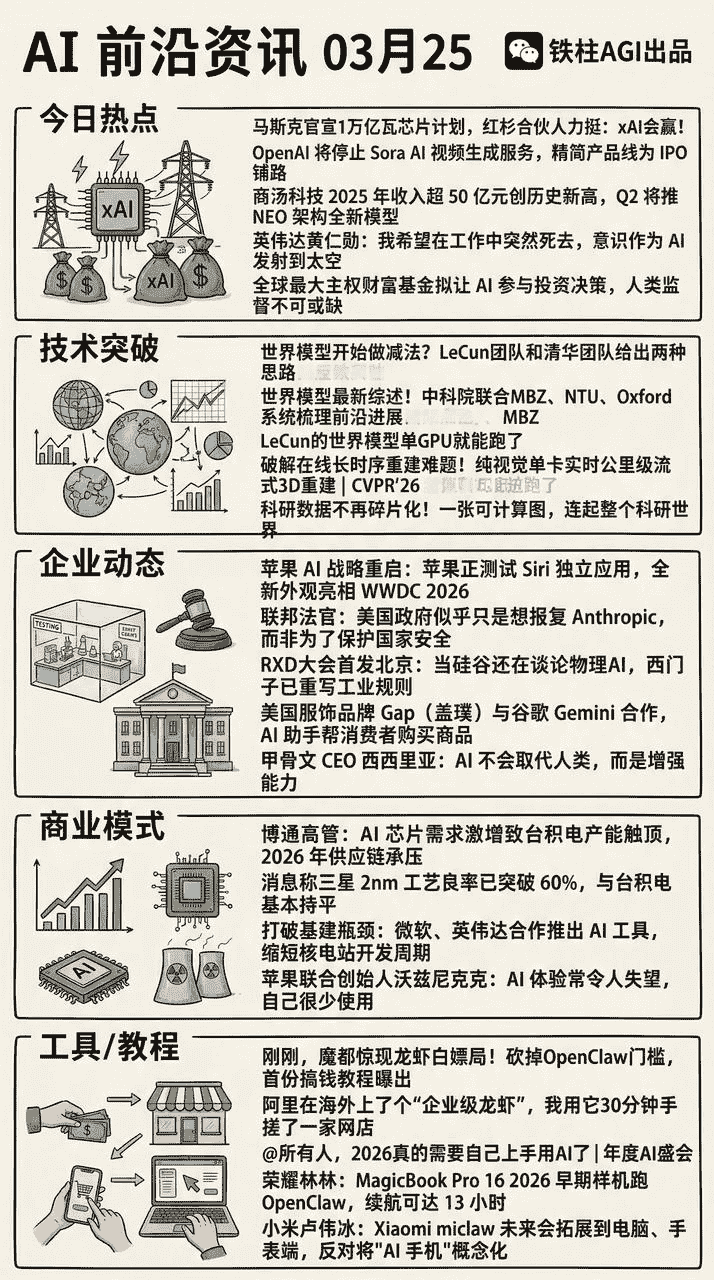 AI 前沿资讯 03月25
铁柱AGI出品
今日热点
xAI
$
$
xAI
$
马斯克官宣1万亿瓦芯片计划，红杉合伙人力挺：xAI会赢！
OpenAI 将停止 Sora AI 视频生成服务，精简产品线为 IPO
铺路
商汤科技 2025 年收入超 50 亿元创历史新高，Q2 将推
NEO 架构全新模型
英伟达黄仁勋：我希望在工作中突然死去，意识作为 AI
发射到太空
全球最大主权财富基金拟让 AI 参与投资决策，人类监
督不可或缺
技术突破
世界模型开始做减法？LeCun团队和清华团队给出两种
思路
世界模型最新综述！中科院联合MBZ、NTU、Oxford
系统梳理前沿进展 MBZ
LeCun的世界模型单GPU就能跑了
破解在线长时序重建难题！纯视觉单卡实时公里级流
式3D重建 | CVPR'26
科研数据不再碎片化！一张可计算图，连起整个科研世
界
企业动态
TESTING
苹果 AI 战略重启：苹果正测试 Siri 独立应用，全
新外观亮相 WWDC 2026
联邦法官：美国政府似乎只是想报复 Anthropic，
而非为了保护国家安全
RXD大会首发北京：当硅谷还在谈论物理AI，西门
子已重写工业规则
美国服饰品牌 Gap（盖璞）与谷歌 Gemini 合作，
AI 助手帮消费者购买商品
甲骨文 CEO 西西里亚：AI 不会取代人类，而是增强
能力
商业模式
AI
博通高管：AI 芯片需求激增致台积电产能触顶，
2026 年供应链承压
消息称三星 2nm 工艺良率已突破 60%，与台积电
基本持平
打破基建瓶颈：微软、英伟达合作推出 AI 工具，
缩短核电站开发周期
苹果联合创始人沃兹尼克克：AI 体验常令人失望，
自己很少使用
工具/教程
$
刚刚，魔都惊现龙虾白嫖局！砍掉OpenClaw门槛，
首份搞钱教程曝出
阿里在海外上了个“企业级龙虾”，我用它30分钟手
搓了一家网店
@所有人，2026真的需要自己上手用AI了 | 年度AI盛会
荣耀林林：MagicBook Pro 16 2026 早期样机跑
OpenClaw，续航可达 13 小时
小米卢伟冰：Xiaomi miclaw 未来会拓展到电脑、手
表端，反对将"AI 手机"概念化